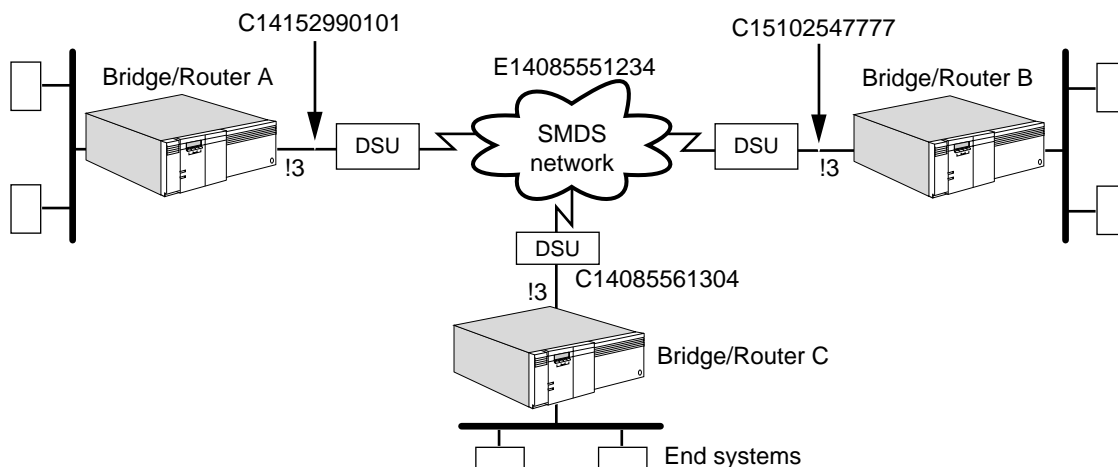 C14152990101
C15102547777
E14085551234
Bridge/Router A
Bridge/Router B
SMDS
network
DSU
DSU
!3
!3
DSU
C14085561304
!3
Bridge/Router C
End systems